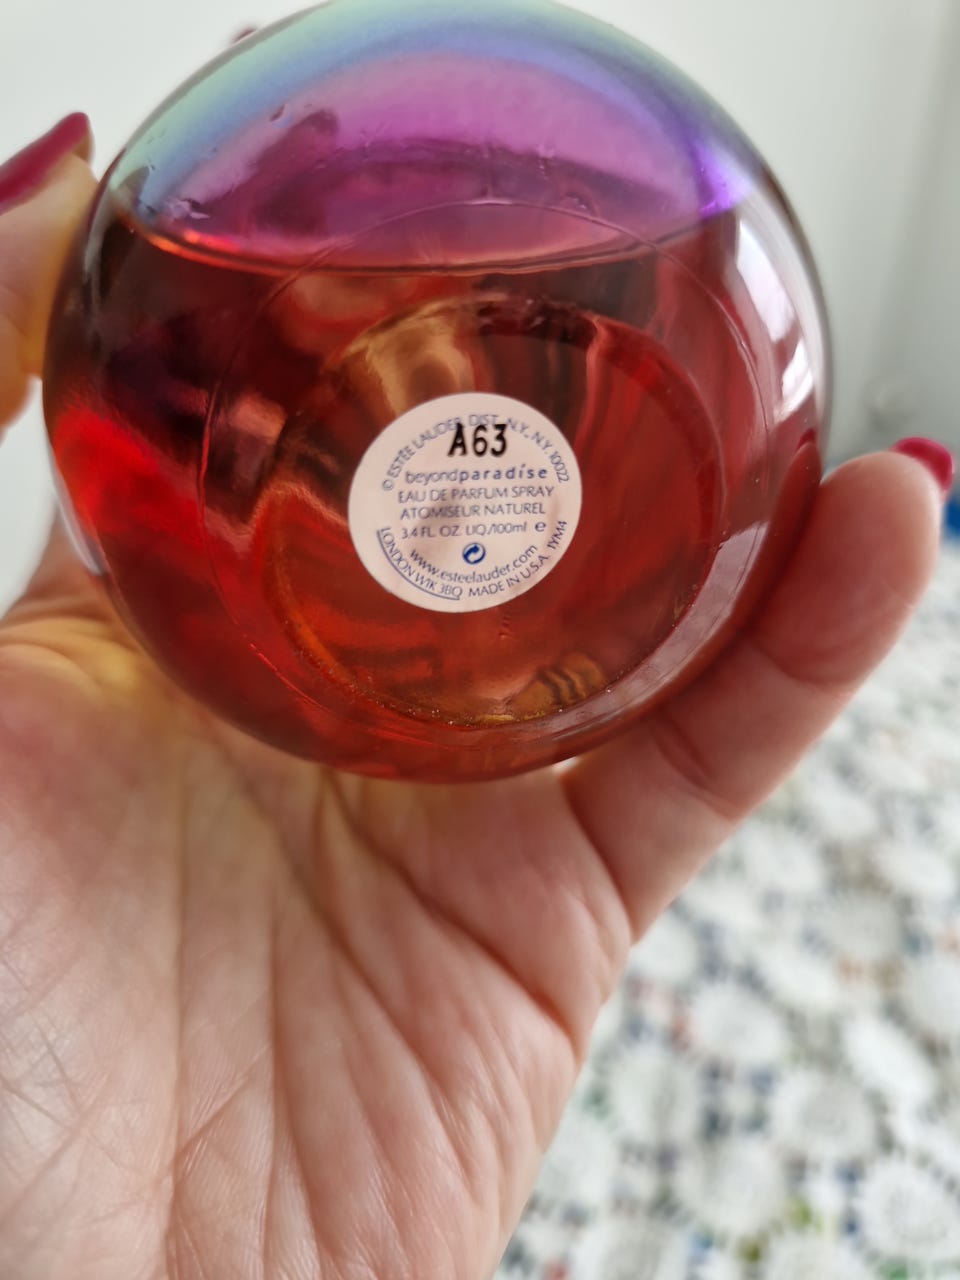 © ESTÉE LAUDER DIST. N.Y., N.Y. 10022
A63
beyondparadise
EAU DE PARFUM SPRAY
ATOMISEUR NATUREL
3.4 FL. OZ. LIQ./100ml e
www.esteelauder.com
LONDON W1K 3BQ MADE IN U.S.A. 1YM4